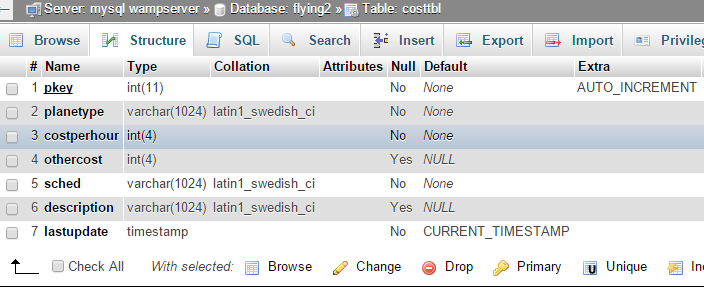 Server: mysql wampserver » Database: flying2 » Table: costtbl
Browse Structure SQL Search Insert Export Import Privileg
# Name Type Collation Attributes Null Default Extra
1 pkey int(11) No None AUTO_INCREMENT
2 planetype varchar(1024) latin1_swedish_ci No None
3 costperhour int(4) No None
4 othercost int(4) Yes NULL
5 sched varchar(1024) latin1_swedish_ci No None
6 description varchar(1024) latin1_swedish_ci Yes NULL
7 lastupdate timestamp No CURRENT_TIMESTAMP
Check All With selected: Browse Change Drop Primary Unique Ind